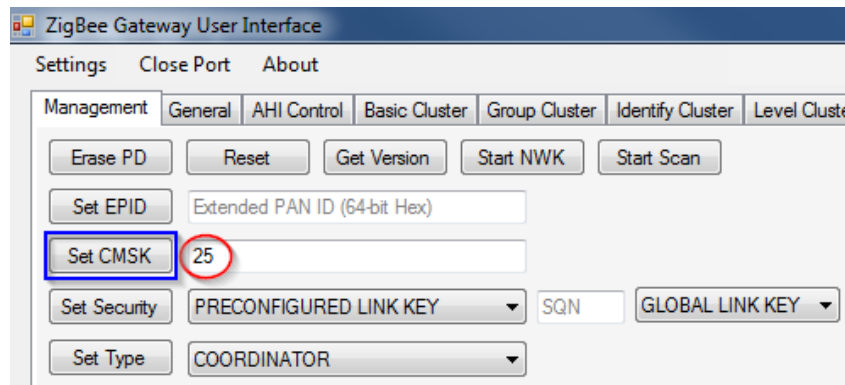 ZigBee Gateway User Interface
Settings Close Port About
Management General AHI Control Basic Cluster Group Cluster Identify Cluster Level Cluste
Erase PD Reset Get Version Start NWK Start Scan
Set EPID Extended PAN ID (64-bit Hex)
Set CMSK 25
Set Security PRECONFIGURED LINK KEY SQN GLOBAL LINK KEY
Set Type COORDINATOR